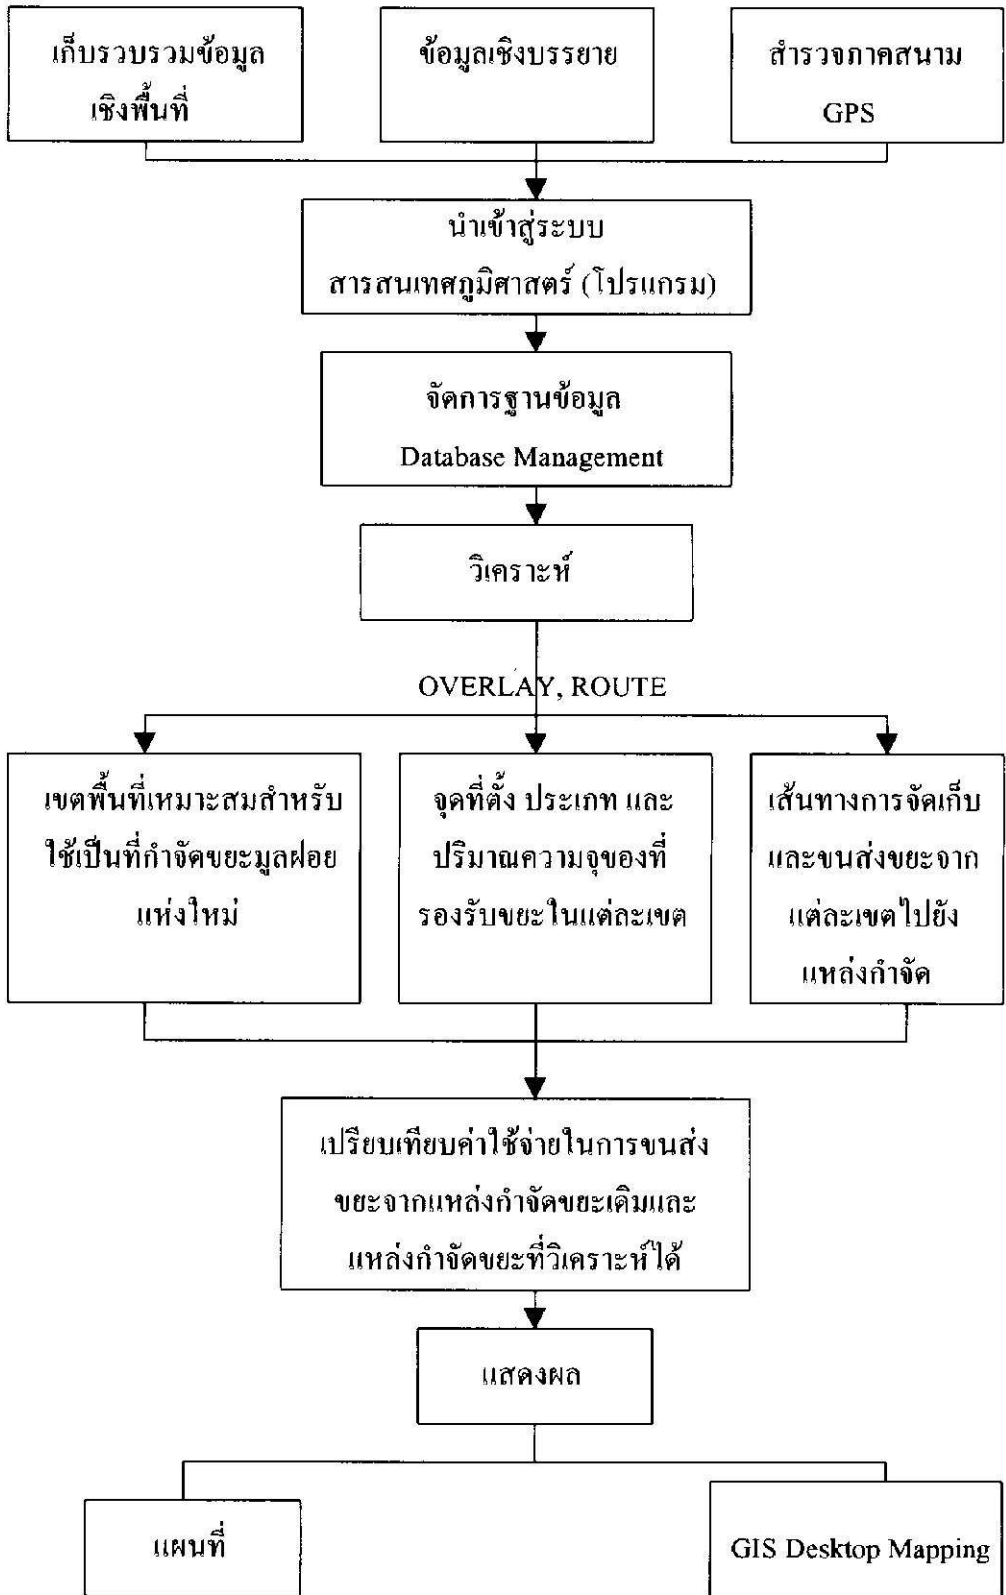 เก็บรวบรวมข้อมูล
เชิงพื้นที่
ข้อมูลเชิงบรรยาย
สำรวจภาคสนาม
GPS
นำเข้าสู่ระบบ
สารสนเทศภูมิศาสตร์ (โปรแกรม)
จัดการฐานข้อมูล
Database Management
วิเคราะห์
OVERLAY, ROUTE
เขตพื้นที่เหมาะสมสำหรับ
ใช้เป็นที่กำจัดขยะมูลฝอย
แห่งใหม่
จุดที่ตั้ง ประเภท และ
ปริมาณความจุของที่
รองรับขยะในแต่ละเขต
เส้นทางการจัดเก็บ
และขนส่งขยะจาก
แต่ละเขตไปยัง
แหล่งกำจัด
เปรียบเทียบค่าใช้จ่ายในการขนส่ง
ขยะจากแหล่งกำจัดขยะเดิมและ
แหล่งกำจัดขยะที่วิเคราะห์ได้
แสดงผล
แผนที่
GIS Desktop Mapping